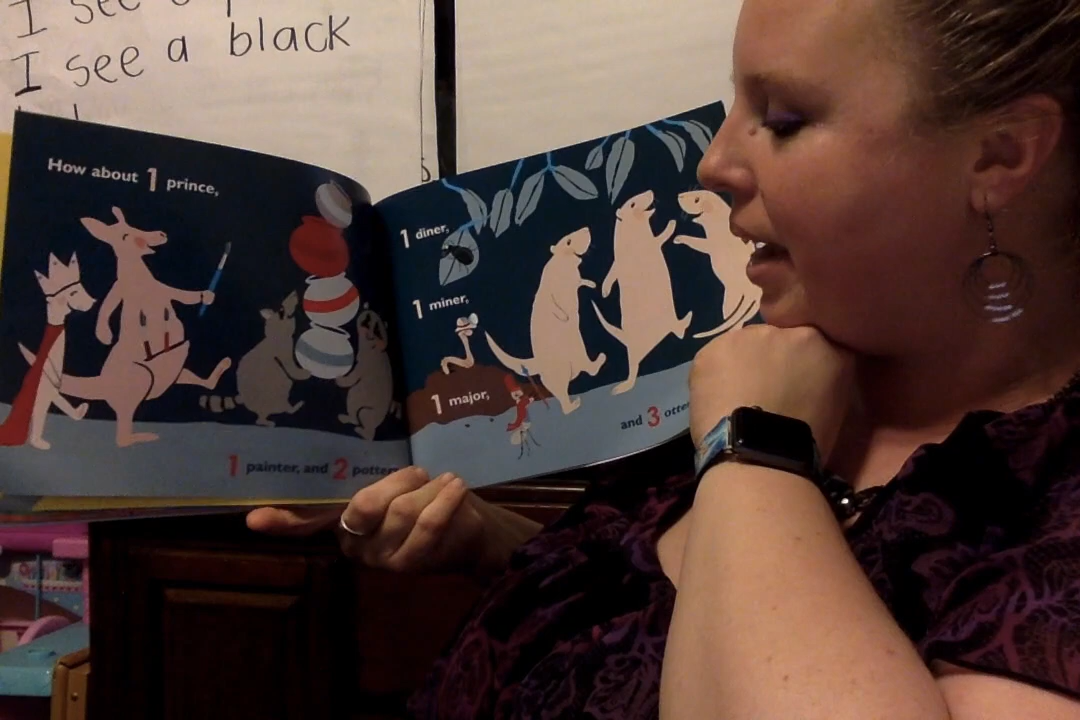 I see a
I see a black
How about 1 prince,
1 painter, and 2 potters
1 diner,
1 miner,
1 major,
and 3